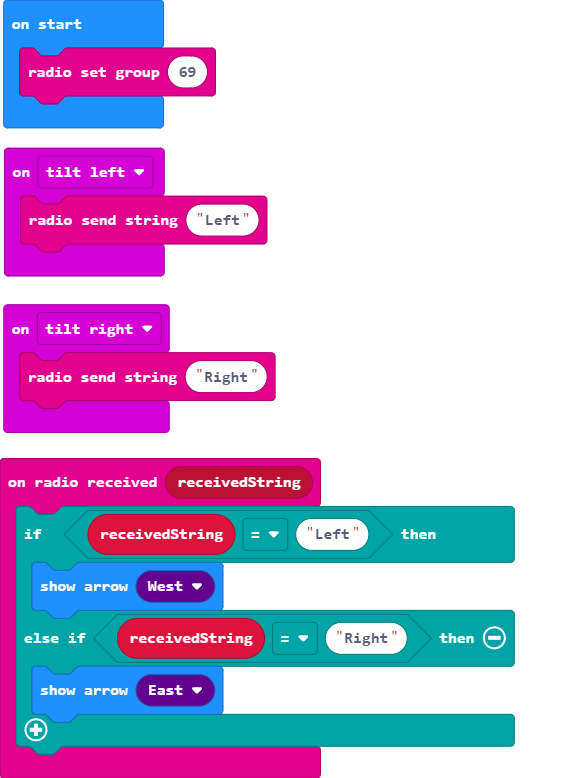 on start
radio set group 69
on tilt left
radio send string "Left"
on tilt right
radio send string "Right"
on radio received receivedString
if receivedString = "Left" then
show arrow West
else if receivedString = "Right" then
show arrow East